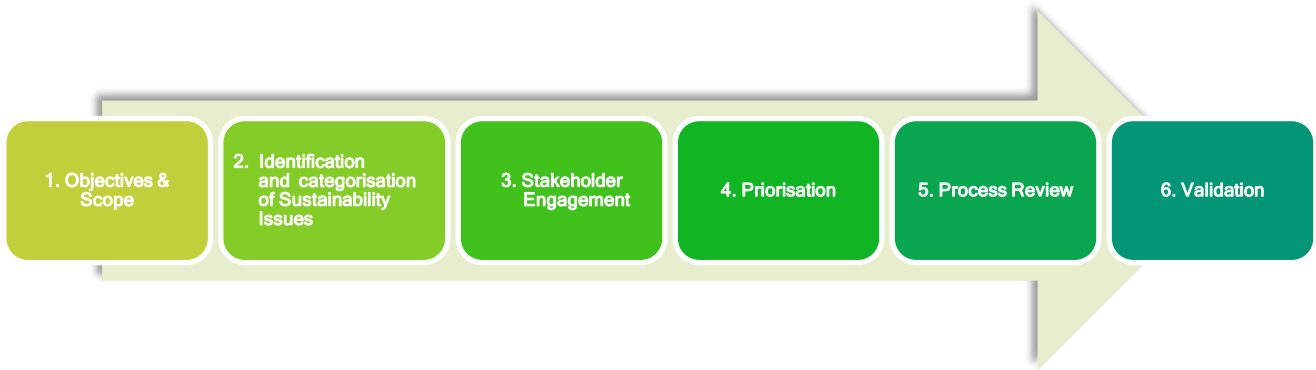 1. Objectives &
Scope
2. Identification
and categorisation
of Sustainability
Issues
3. Stakeholder
Engagement
4. Priorisation
5. Process Review
6. Validation